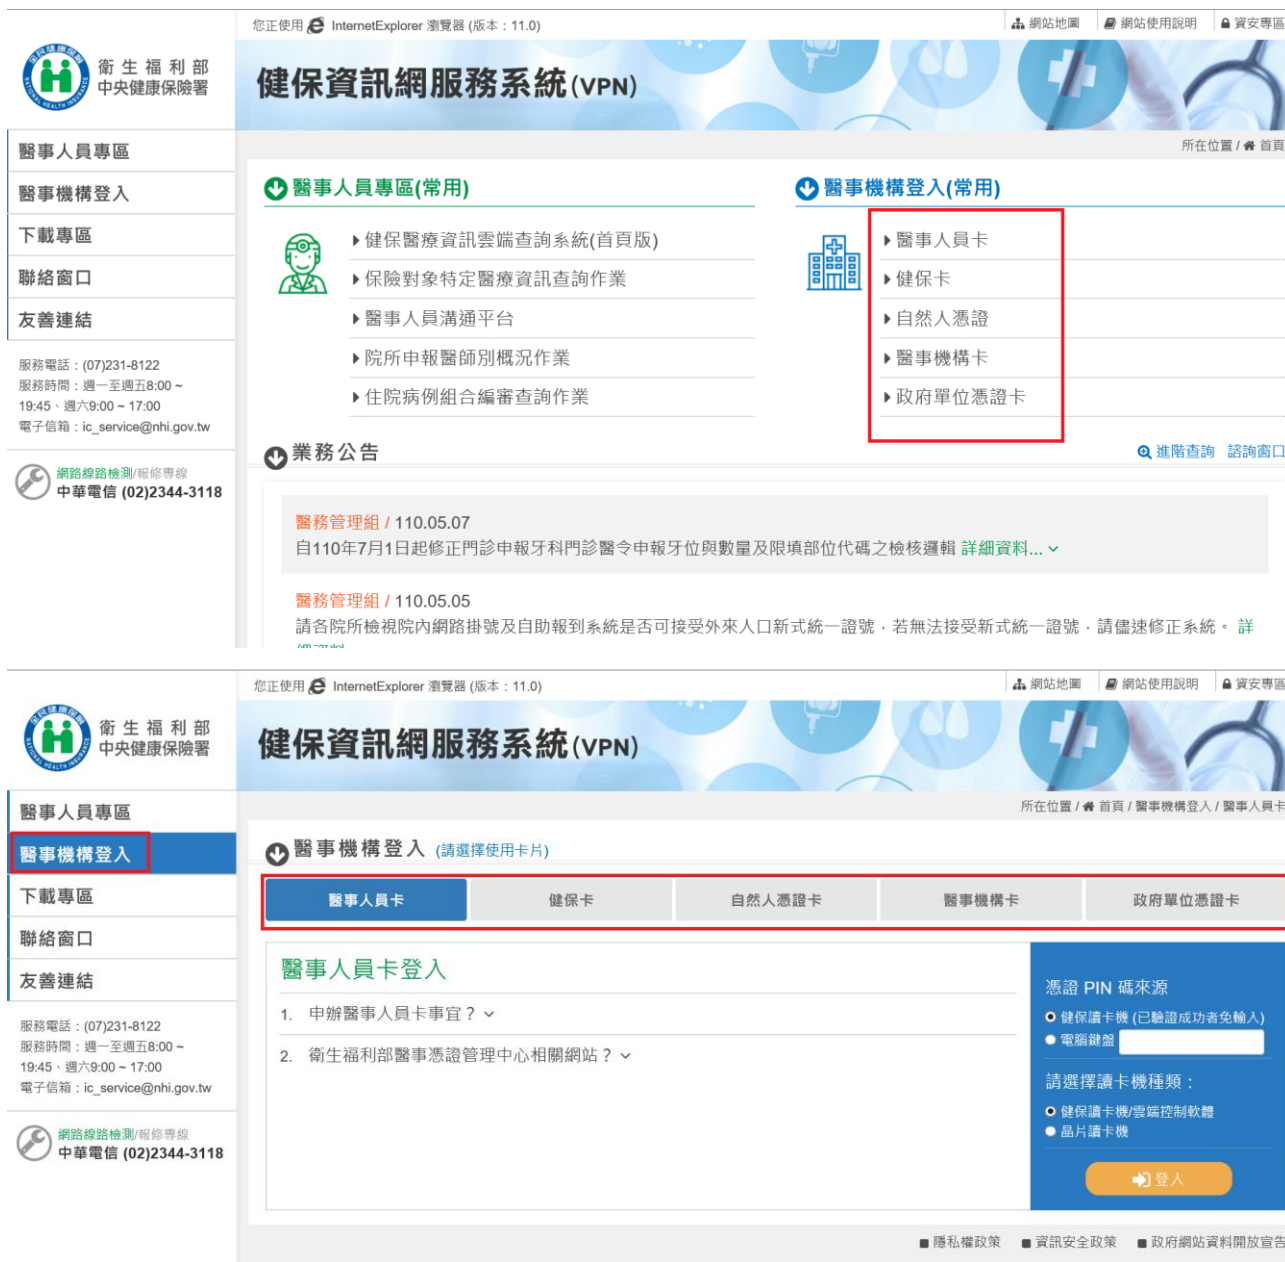 您正使用 InternetExplorer 瀏覽器 (版本：11.0)
網站地圖 網站使用說明 資安專區
衛生福利部
中央健康保險署
NATIONAL HEALTH INSURANCE
健保資訊網服務系統(VPN)
所在位置 / 首頁
醫事人員專區
醫事機構登入
下載專區
聯絡窗口
友善連結
服務電話：(07)231-8122
服務時間：週一至週五8:00 ~
19:45、週六9:00 ~ 17:00
電子信箱：ic_service@nhi.gov.tw
網路線路檢測/報修專線
中華電信 (02)2344-3118
醫事人員專區(常用)
健保醫療資訊雲端查詢系統(首頁版)
保險對象特定醫療資訊查詢作業
醫事人員溝通平台
院所申報醫師別概況作業
住院病例組合編審查詢作業
醫事機構登入(常用)
醫事人員卡
健保卡
自然人憑證
醫事機構卡
政府單位憑證卡
業務公告
進階查詢 諮詢窗口
醫務管理組 / 110.05.07
自110年7月1日起修正門診申報牙科門診醫令申報牙位與數量及限填部位代碼之檢核邏輯 詳細資料...
醫務管理組 / 110.05.05
請各院所檢視院內網路掛號及自助報到系統是否可接受外來人口新式統一證號，若無法接受新式統一證號，請儘速修正系統。 詳
您正使用 InternetExplorer 瀏覽器 (版本：11.0)
網站地圖 網站使用說明 資安專區
衛生福利部
中央健康保險署
NATIONAL HEALTH INSURANCE
健保資訊網服務系統(VPN)
所在位置 / 首頁 / 醫事機構登入 / 醫事人員卡
醫事人員專區
醫事機構登入
下載專區
聯絡窗口
友善連結
服務電話：(07)231-8122
服務時間：週一至週五8:00 ~
19:45、週六9:00 ~ 17:00
電子信箱：ic_service@nhi.gov.tw
網路線路檢測/報修專線
中華電信 (02)2344-3118
醫事機構登入 (請選擇使用卡片)
醫事人員卡 健保卡 自然人憑證卡 醫事機構卡 政府單位憑證卡
醫事人員卡登入
1. 申辦醫事人員卡事宜？
2. 衛生福利部醫事憑證管理中心相關網站？
憑證 PIN 碼來源
健保讀卡機 (已驗證成功者免輸入)
電腦鍵盤
請選擇讀卡機種類：
健保讀卡機/雲端控制軟體
晶片讀卡機
登入
隱私權政策 資訊安全政策 政府網站資料開放宣告